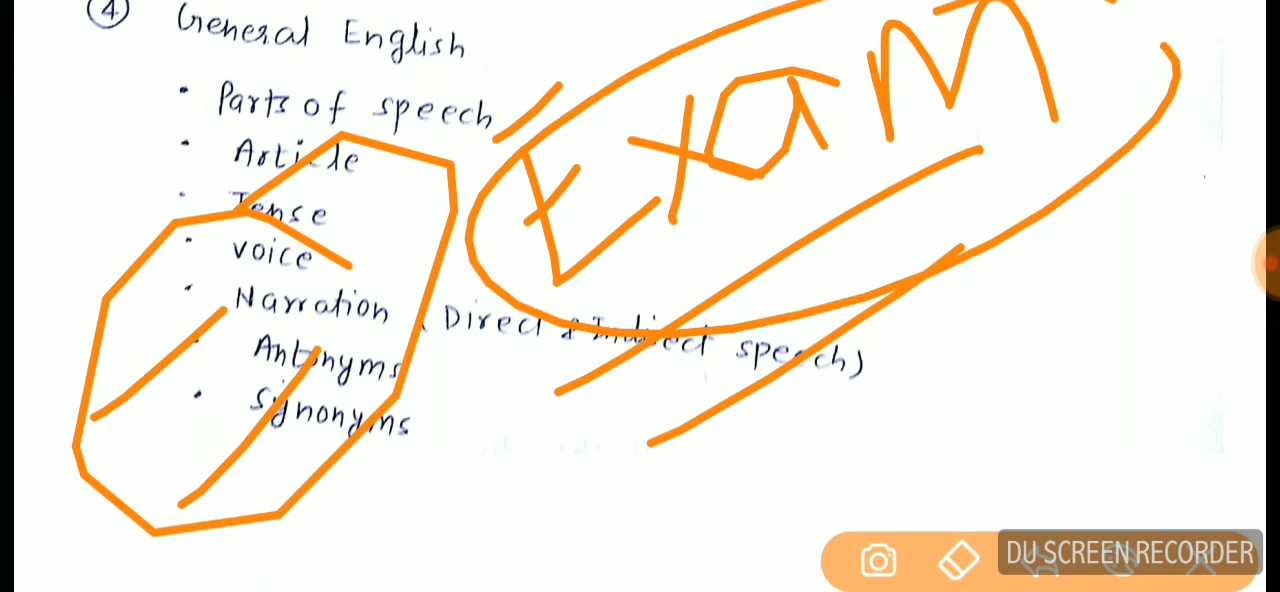 4 General English
• Parts of speech
• Article
• Tense
• voice
• Narration (Direct & Indirect speech)
• Antonyms
• Synonyms
Exam
DU SCREEN RECORDER